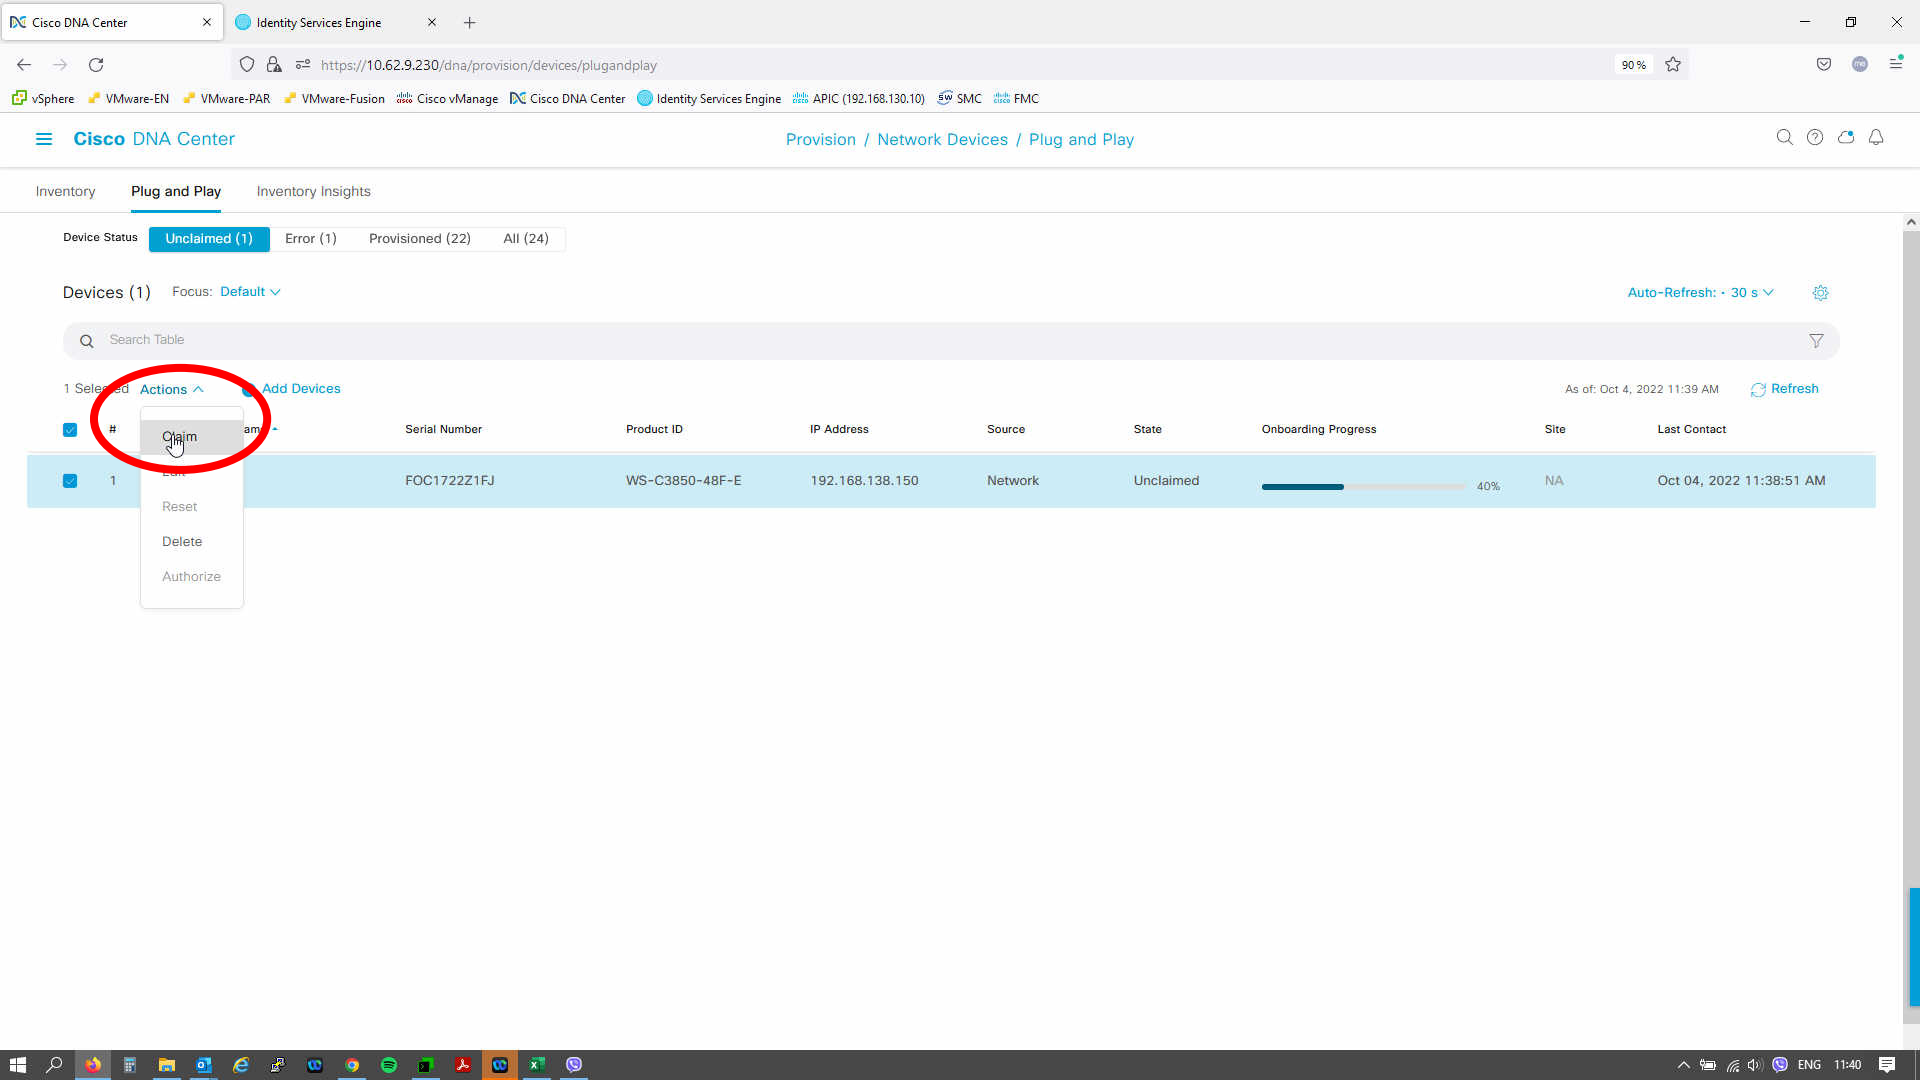 Cisco DNA Center
Identity Services Engine
https://10.62.9.230/dna/provision/devices/plugandplay
90 %
me
vSphere
VMware-EN
VMware-PAR
VMware-Fusion
Cisco vManage
Cisco DNA Center
Identity Services Engine
APIC (192.168.130.10)
SMC
FMC
Cisco DNA Center
Provision / Network Devices / Plug and Play
Inventory
Plug and Play
Inventory Insights
Device Status
Unclaimed (1)
Error (1)
Provisioned (22)
All (24)
Devices (1)
Focus: Default
Auto-Refresh: • 30 s
Search Table
1 Selected
Actions
Add Devices
As of: Oct 4, 2022 11:39 AM
Refresh
#
Serial Number
Product ID
IP Address
Source
State
Onboarding Progress
Site
Last Contact
Claim
1
FOC1722Z1FJ
WS-C3850-48F-E
192.168.138.150
Network
Unclaimed
40%
NA
Oct 04, 2022 11:38:51 AM
Edit
Reset
Delete
Authorize
ENG
11:40